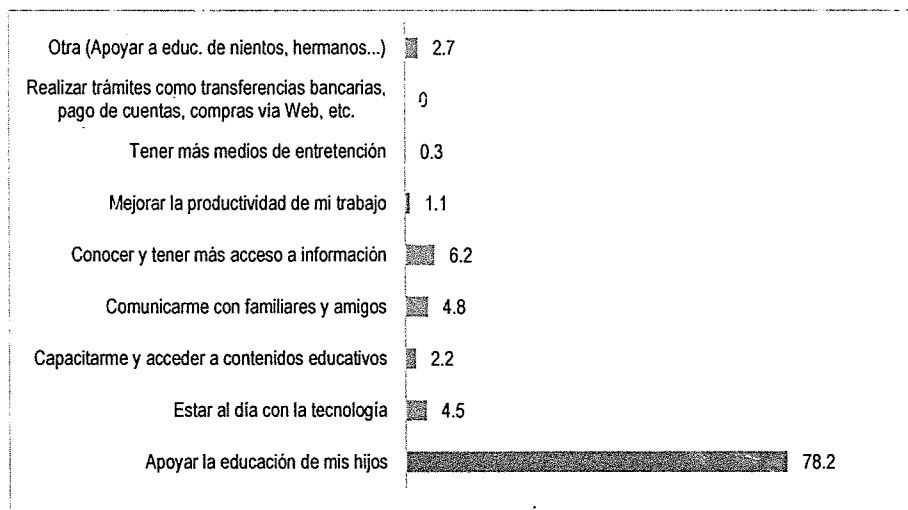 Otra (Apoyar a educ. de nientos, hermanos...) 2.7
Realizar trámites como transferencias bancarias,
pago de cuentas, compras vía Web, etc. 0
Tener más medios de entretención 0.3
Mejorar la productividad de mi trabajo 1.1
Conocer y tener más acceso a información 6.2
Comunicarme con familiares y amigos 4.8
Capacitarme y acceder a contenidos educativos 2.2
Estar al día con la tecnología 4.5
Apoyar la educación de mis hijos 78.2